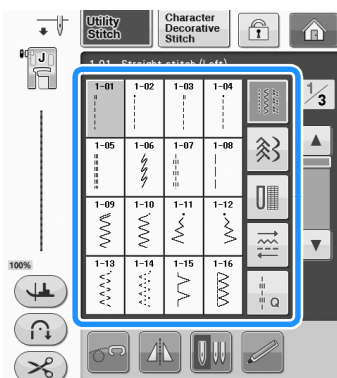 Utility
Stitch
Character
Decorative
Stitch
J
1-01 Straight stitch (Left)
1-01 1-02 1-03 1-04
1/3
1-05 1-06 1-07 1-08
1-09 1-10 1-11 1-12
100%
1-13 1-14 1-15 1-16
Q